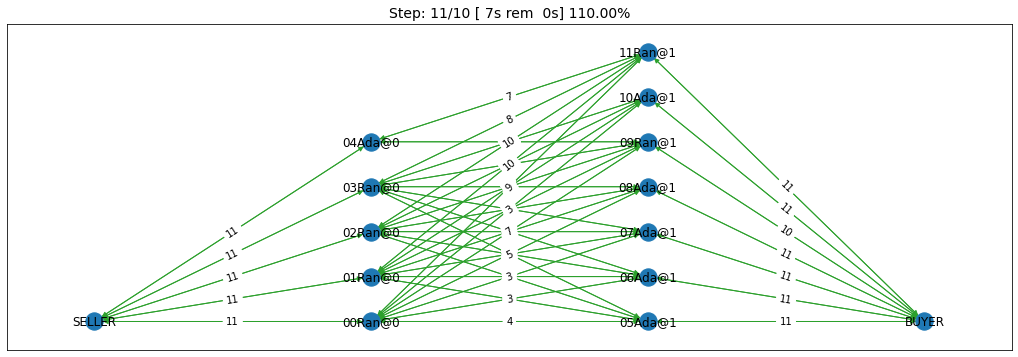 Step: 11/10 [ 7s rem  0s] 110.00%
11Ran@1
10Ada@1
7
8
04Ada@0
10
09Ran@1
10
03Ran@0
9
08Ada@1
11
3
11
11
02Ran@0
7
07Ada@1
10
11
5
11
11
01Ran@0
3
06Ada@1
11
11
3
11
SELLER
11
00Ran@0
4
05Ada@1
11
BUYER